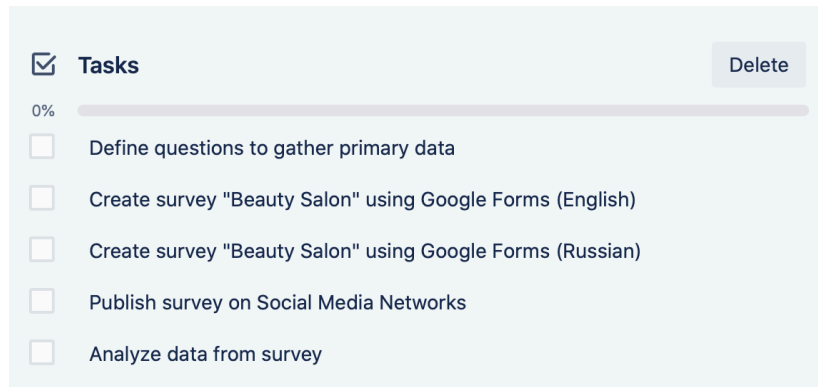 Tasks
Delete
0%
Define questions to gather primary data
Create survey "Beauty Salon" using Google Forms (English)
Create survey "Beauty Salon" using Google Forms (Russian)
Publish survey on Social Media Networks
Analyze data from survey